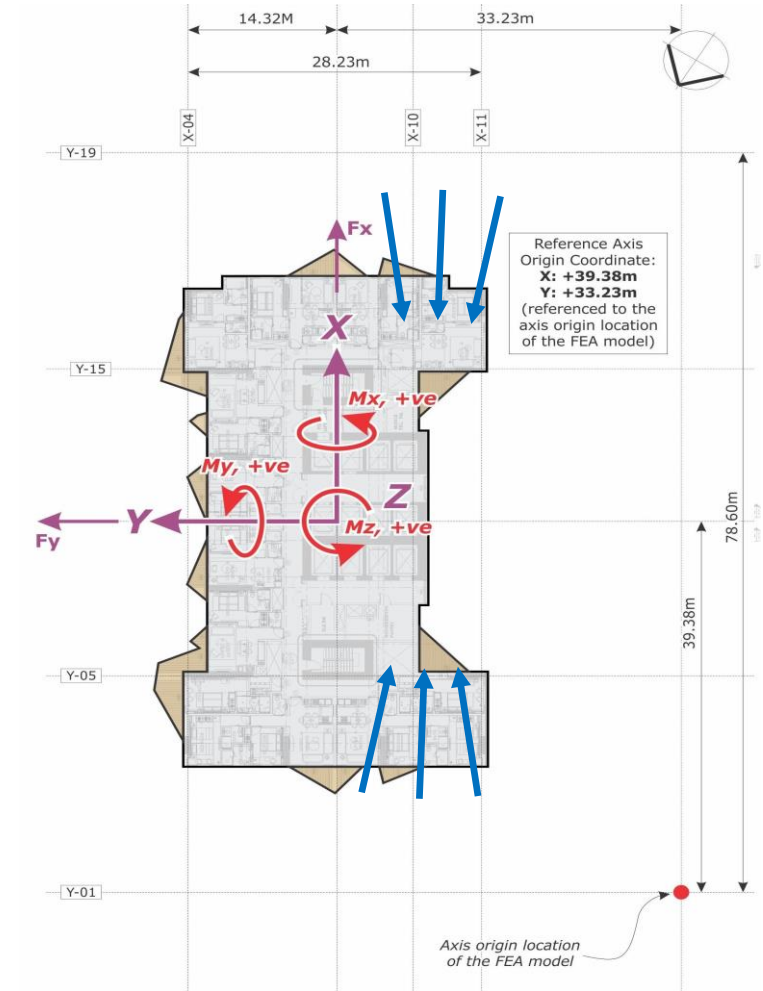 14.32M
33.23m
28.23m
X-04
X-10
X-11
Y-19
Fx
Reference Axis
Origin Coordinate:
X: +39.38m
Y: +33.23m
(referenced to the
axis origin location
of the FEA model)
X
Y-15
Mx, +ve
My, +ve
Z
Y
Mz, +ve
Fy
78.60m
39.38m
Y-05
Y-01
Axis origin location
of the FEA model